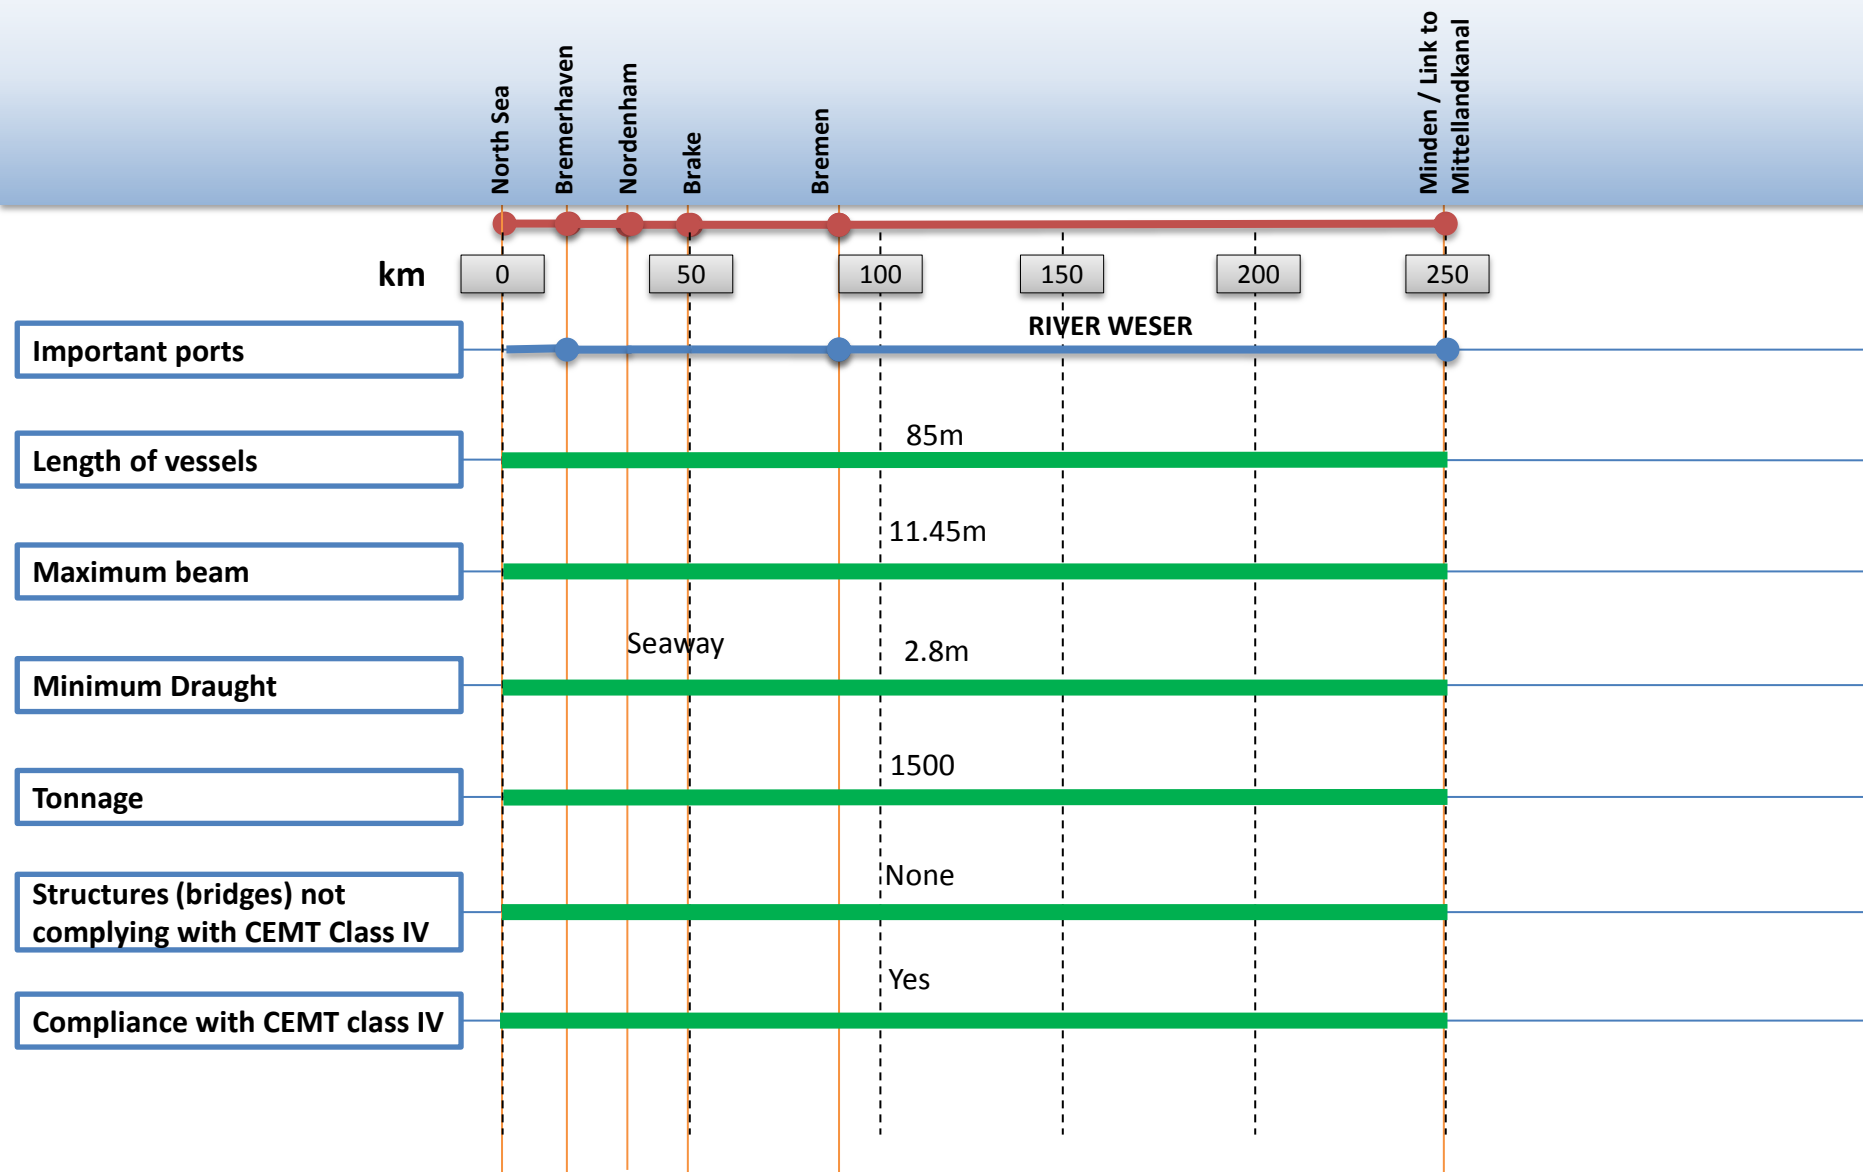 North Sea
Bremerhaven
Nordenham
Brake
Bremen
Minden / Link to
Mittellandkanal
km
0
50
100
150
200
250
Important ports
RIVER WESER
Length of vessels
85m
Maximum beam
11.45m
Minimum Draught
Seaway
2.8m
Tonnage
1500
Structures (bridges) not
complying with CEMT Class IV
None
Compliance with CEMT class IV
Yes